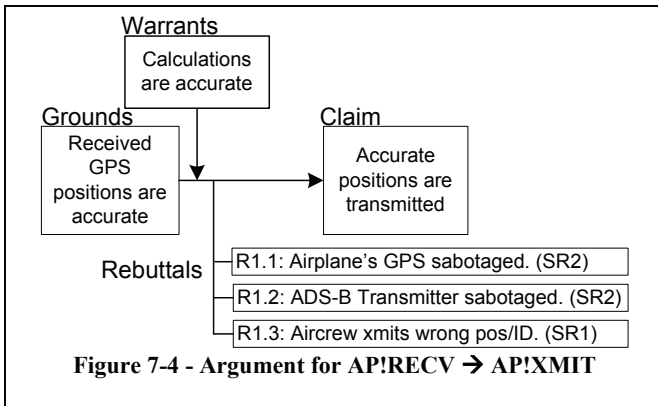 Warrants
Calculations
are accurate
Grounds
Received
GPS
positions are
accurate
Claim
Accurate
positions are
transmitted
Rebuttals
R1.1: Airplane's GPS sabotaged. (SR2)
R1.2: ADS-B Transmitter sabotaged. (SR2)
R1.3: Aircrew xmits wrong pos/ID. (SR1)
Figure 7-4 - Argument for AP!RECV → AP!XMIT